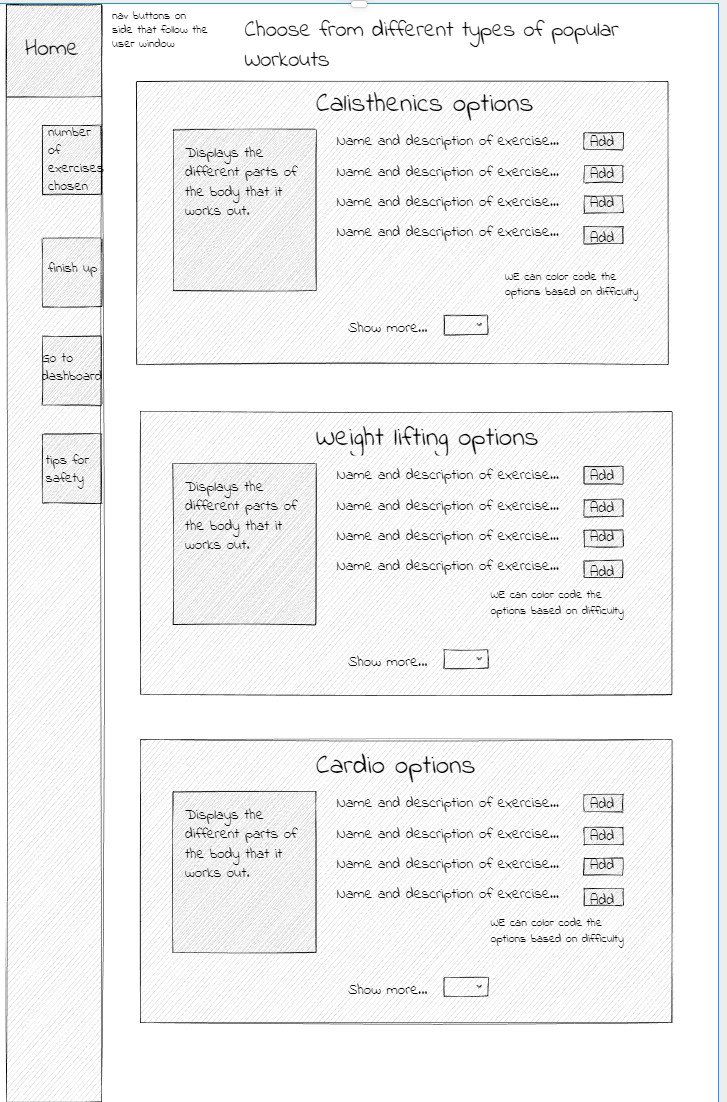 Home
nav buttons on
side that follow the
user window
Choose from different types of popular
workouts
number
of
exercises
chosen
finish up
Go to
dashboard
tips for
safety
Calisthenics options
Displays the
different parts of
the body that it
works out.
Name and description of exercise... Add
Name and description of exercise... Add
Name and description of exercise... Add
Name and description of exercise... Add
WE can color code the
options based on difficulty
Show more...
Weight lifting options
Displays the
different parts of
the body that it
works out.
Name and description of exercise... Add
Name and description of exercise... Add
Name and description of exercise... Add
Name and description of exercise... Add
WE can color code the
options based on difficulty
Show more...
Cardio options
Displays the
different parts of
the body that it
works out.
Name and description of exercise... Add
Name and description of exercise... Add
Name and description of exercise... Add
Name and description of exercise... Add
WE can color code the
options based on difficulty
Show more...